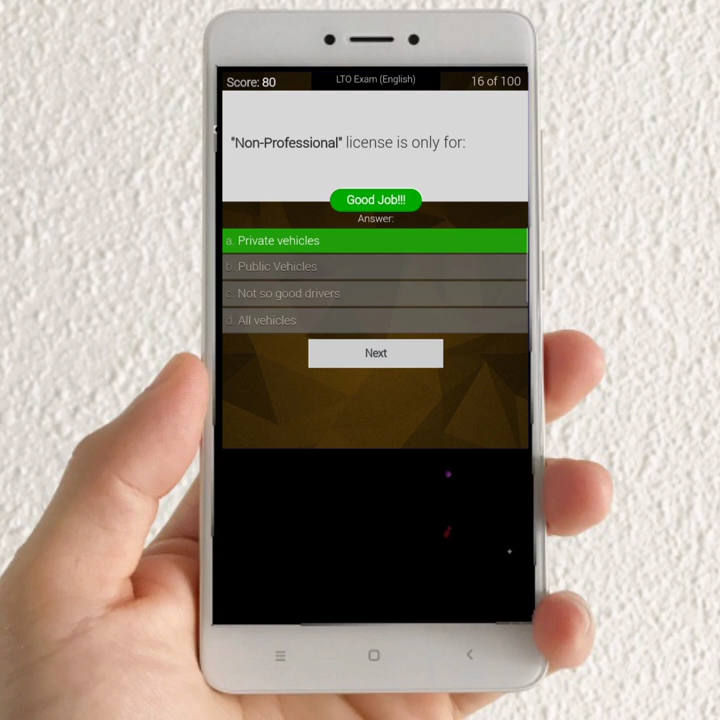 Score: 80
LTO Exam (English)
16 of 100
"Non-Professional" license is only for:
Good Job!!!
Answer:
a. Private vehicles
b. Public Vehicles
c. Not so good drivers
d. All vehicles
Next